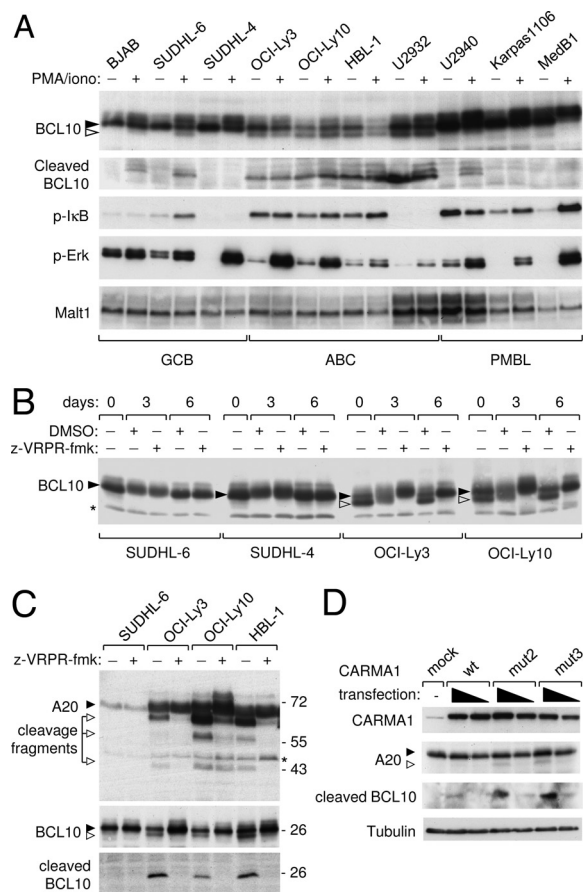 A
BJAB SUDHL-6 SUDHL-4 OCI-Ly3 OCI-Ly10 HBL-1 U2932 U2940 Karpas1106 MedB1
PMA/iono: – + – + – + – + – + – + – + – + – + – +
BCL10
Cleaved
BCL10
p-IκB
p-Erk
Malt1
GCB ABC PMBL
B
days: 0 3 6 0 3 6 0 3 6 0 3 6
DMSO: – + – + – – + – + – – + – + – – + – + –
z-VRPR-fmk: – – + – + – – + – + – – + – + – – + – +
BCL10
*
SUDHL-6 SUDHL-4 OCI-Ly3 OCI-Ly10
C
SUDHL-6 OCI-Ly3 OCI-Ly10 HBL-1
z-VRPR-fmk: – + – + – + – +
A20
cleavage
fragments
- 72
55
*
- 43
BCL10
- 26
cleaved
BCL10
- 26
D
CARMA1 mock wt mut2 mut3
transfection: -
CARMA1
A20
cleaved BCL10
Tubulin